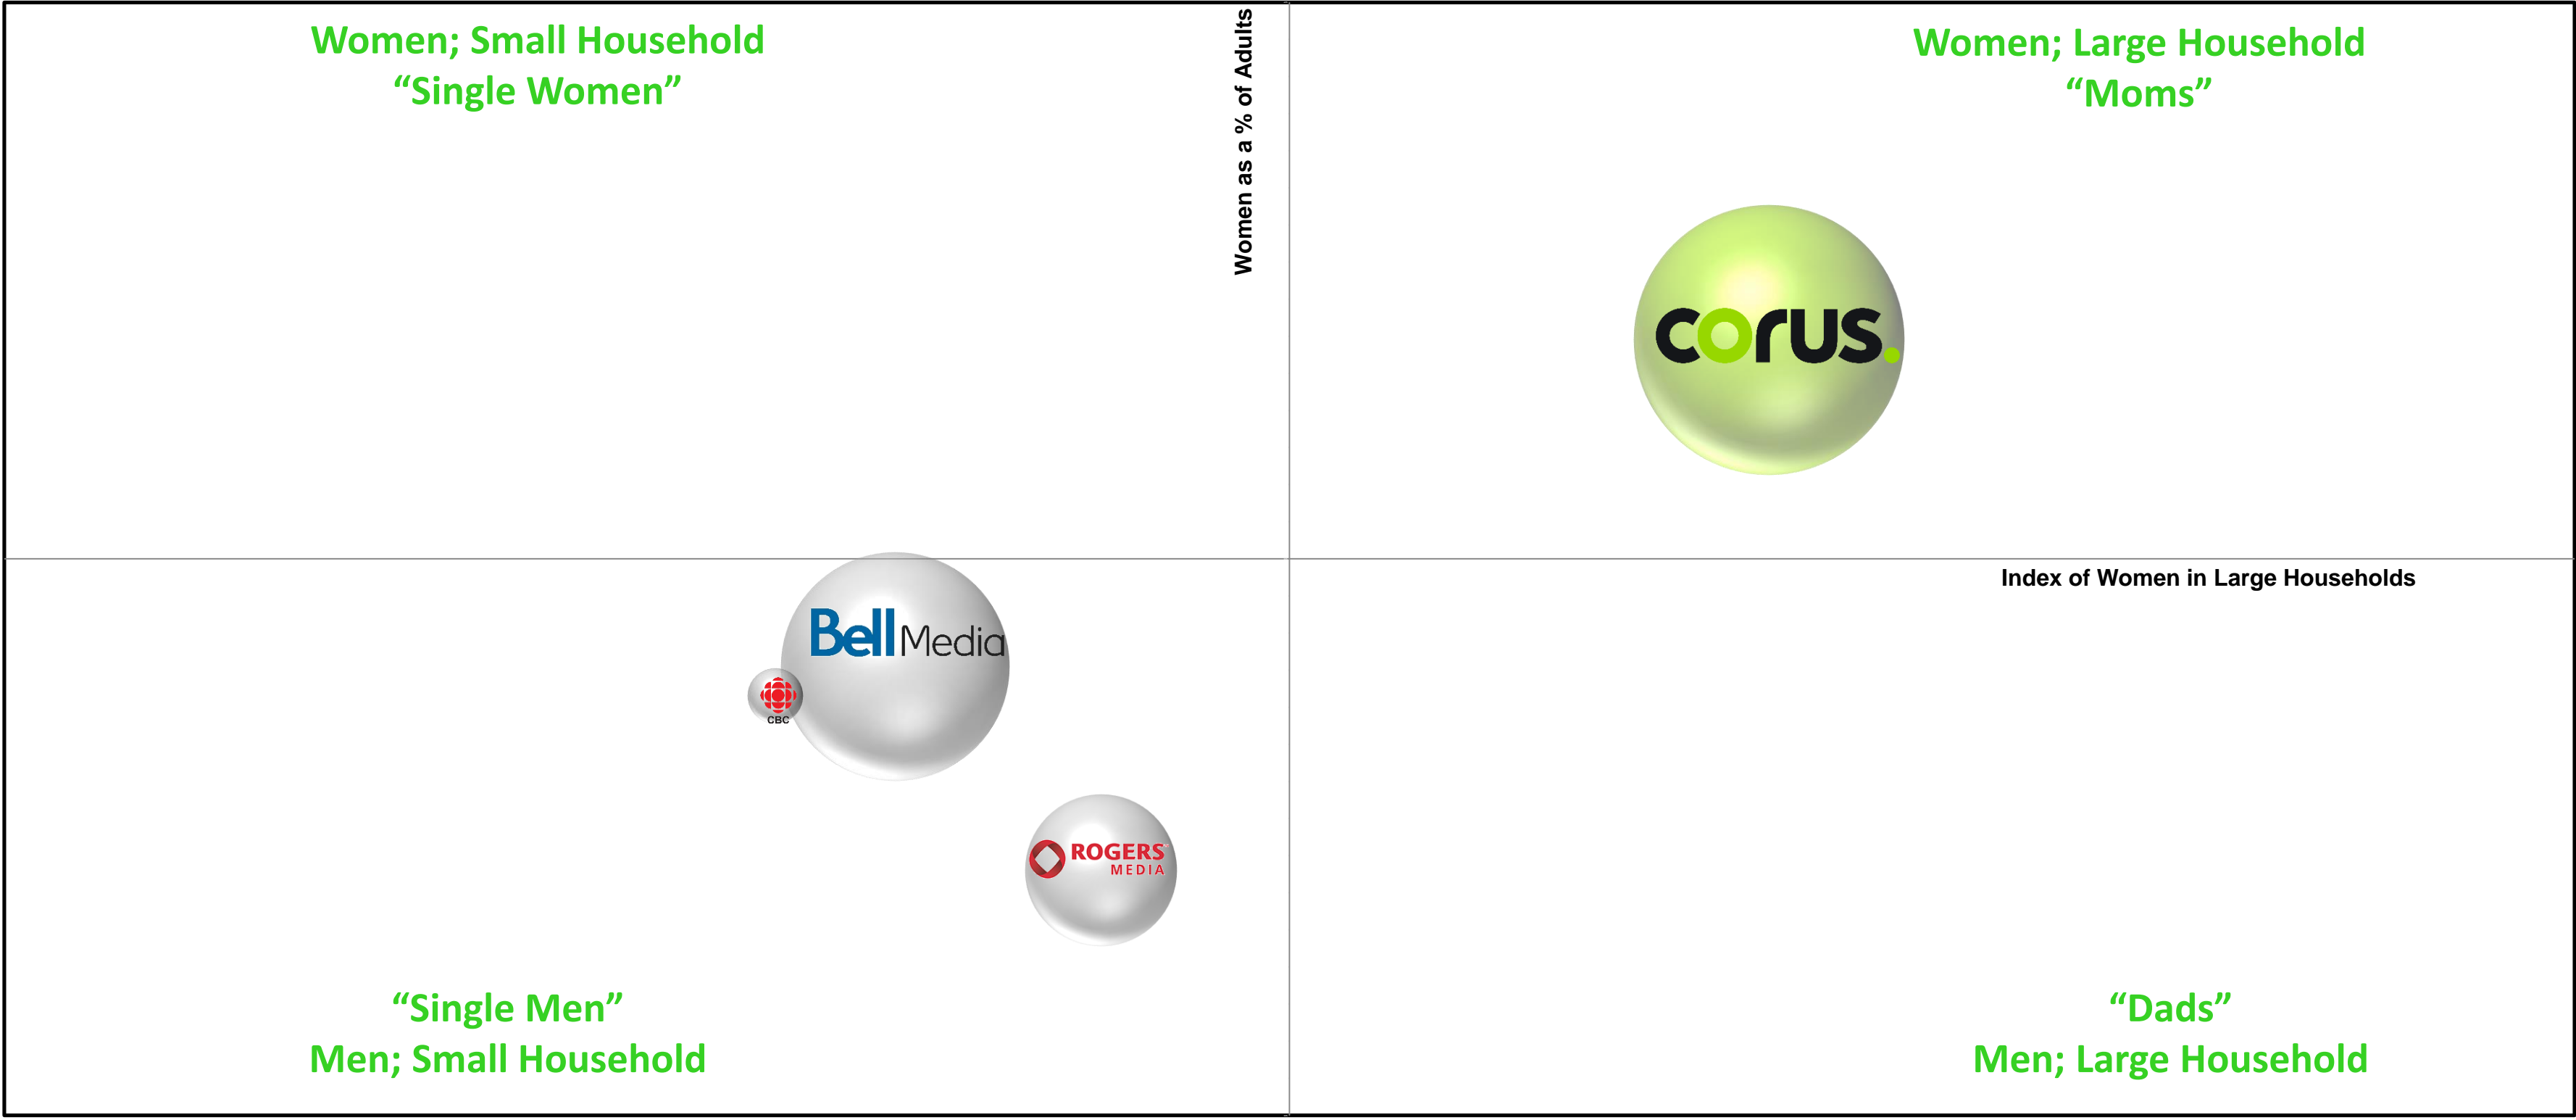 Women; Small Household
“Single Women”
Women as a % of Adults
Women; Large Household
“Moms”
corus.
Index of Women in Large Households
Bell Media
CBC
ROGERS
MEDIA
“Single Men”
Men; Small Household
“Dads”
Men; Large Household